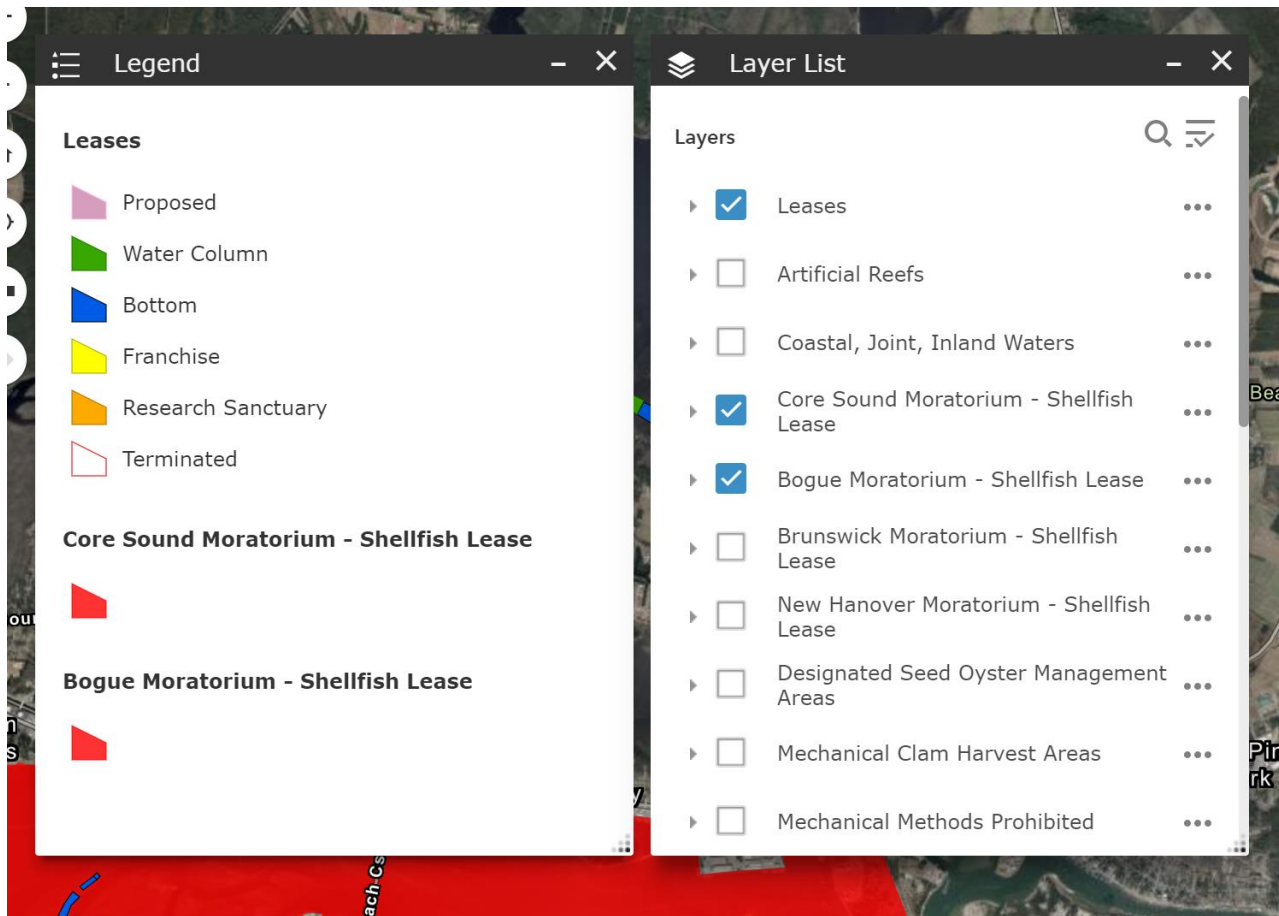 Legend
Leases
Proposed
Water Column
Bottom
Franchise
Research Sanctuary
Terminated
Core Sound Moratorium - Shellfish Lease
Bogue Moratorium - Shellfish Lease
Layer List
Layers
Leases
Artificial Reefs
Coastal, Joint, Inland Waters
Core Sound Moratorium - Shellfish
Lease
Bogue Moratorium - Shellfish Lease
Brunswick Moratorium - Shellfish
Lease
New Hanover Moratorium - Shellfish
Lease
Designated Seed Oyster Management
Areas
Mechanical Clam Harvest Areas
Mechanical Methods Prohibited